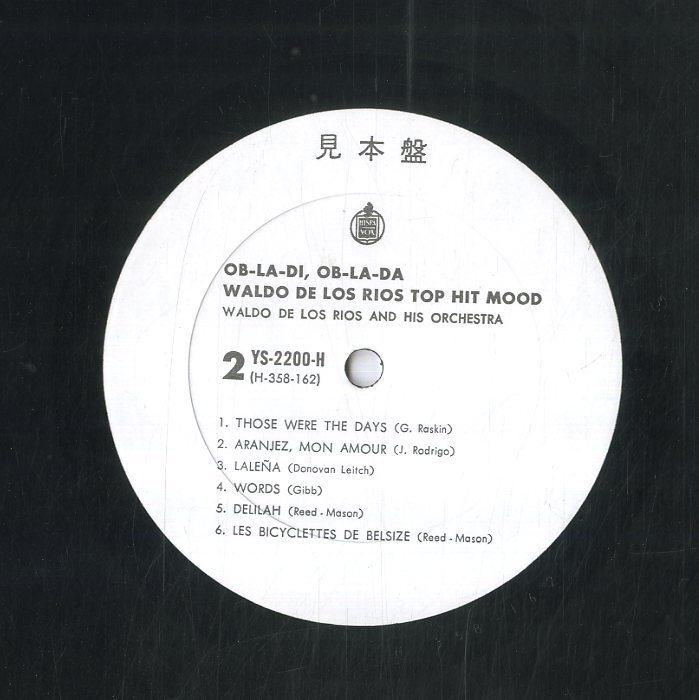 見本盤
HISPA
VOX
OB-LA-DI, OB-LA-DA
WALDO DE LOS RIOS TOP HIT MOOD
WALDO DE LOS RIOS AND HIS ORCHESTRA
2 YS-2200-H
(H-358-162)
1. THOSE WERE THE DAYS (G. Raskin)
2. ARANJEZ, MON AMOUR (J. Rodrigo)
3. LALEÑA (Donovan Leitch)
4. WORDS (Gibb)
5. DELILAH (Reed - Mason)
6. LES BICYCLETTES DE BELSIZE (Reed - Mason)